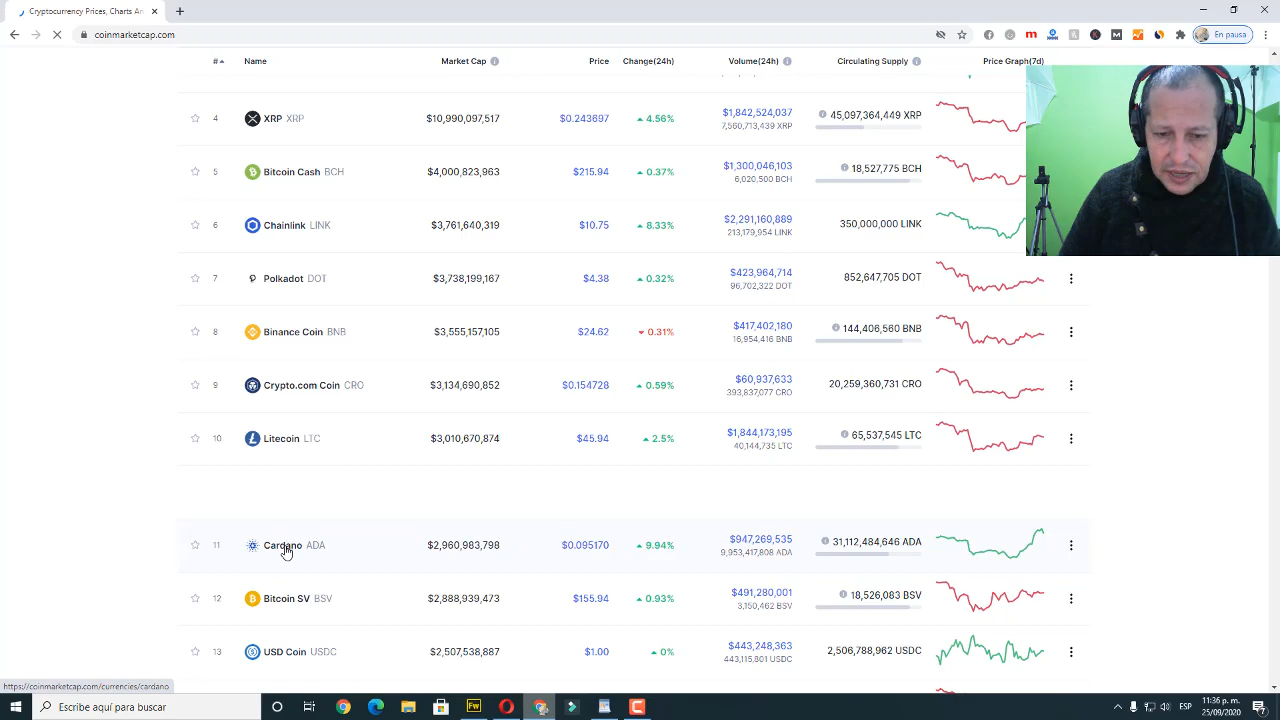 Cryptocurrency Prices, Charts An
coinmarketcap.com
En pausa
# Name Market Cap Price Change(24h) Volume(24h) Circulating Supply Price Graph(7d)
4 XRP XRP $10,990,097,517 $0.243697 4.56% $1,842,524,037 45,097,364,449 XRP
7,560,713,439 XRP
5 Bitcoin Cash BCH $4,000,823,963 $215.94 0.37% $1,300,046,103 18,527,775 BCH
6,020,500 BCH
6 Chainlink LINK $3,761,640,319 $10.75 8.33% $2,291,160,889 350,000,000 LINK
213,179,954 LINK
7 Polkadot DOT $3,738,199,167 $4.38 0.32% $423,964,714 852,647,705 DOT
96,702,322 DOT
8 Binance Coin BNB $3,555,157,105 $24.62 0.31% $417,402,180 144,406,560 BNB
16,954,416 BNB
9 Crypto.com Coin CRO $3,134,690,852 $0.154728 0.59% $60,937,633 20,259,360,731 CRO
393,837,077 CRO
10 Litecoin LTC $3,010,670,874 $45.94 2.5% $1,844,173,195 65,537,545 LTC
40,144,735 LTC
11 Cardano ADA $2,960,983,798 $0.095170 9.94% $947,269,535 31,112,484,646 ADA
9,953,417,808 ADA
12 Bitcoin SV BSV $2,888,939,473 $155.94 0.93% $491,280,001 18,526,083 BSV
3,150,462 BSV
13 USD Coin USDC $2,507,538,887 $1.00 0% $443,248,363 2,506,788,962 USDC
443,115,801 USDC
https://coinmarketcap.com/currencies/cardano
Escribe aquí para buscar
ESP
11:36 p. m.
25/09/2020